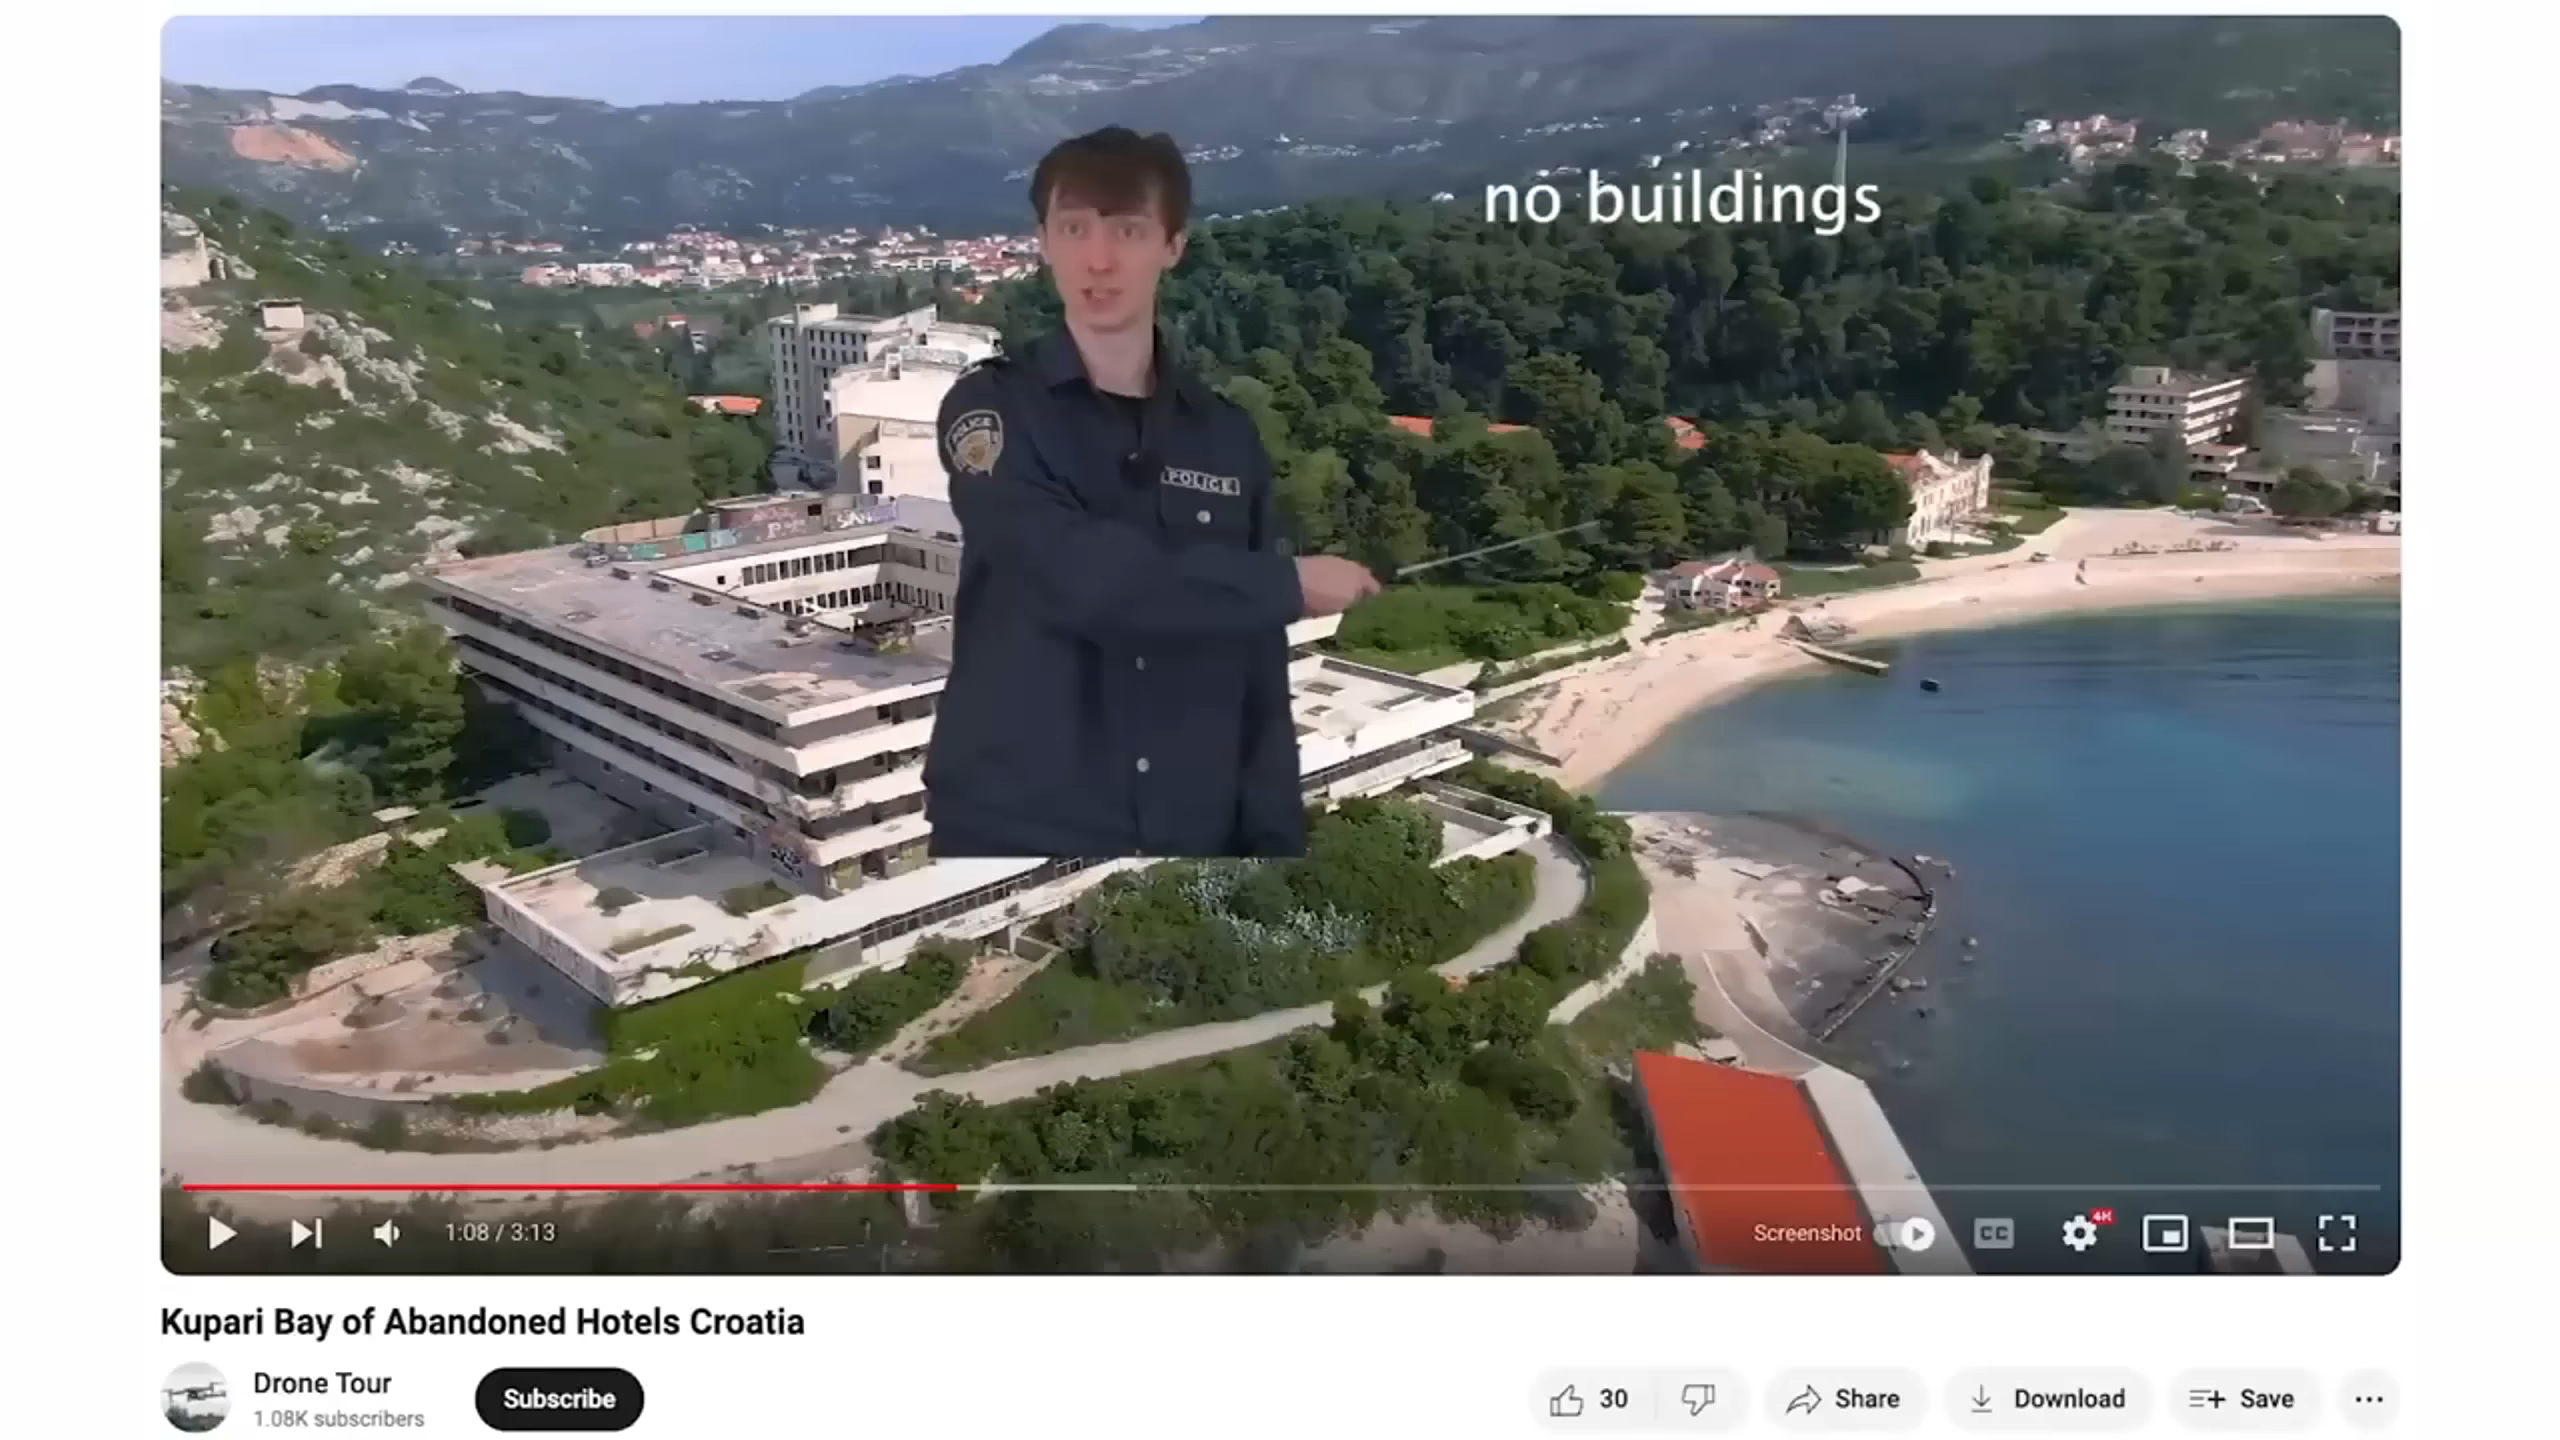 no buildings
POLICE
POLICE
1:08 / 3:13
Screenshot
CC
4K
Kupari Bay of Abandoned Hotels Croatia
Drone Tour
1.08K subscribers
Subscribe
30
Share
Download
Save